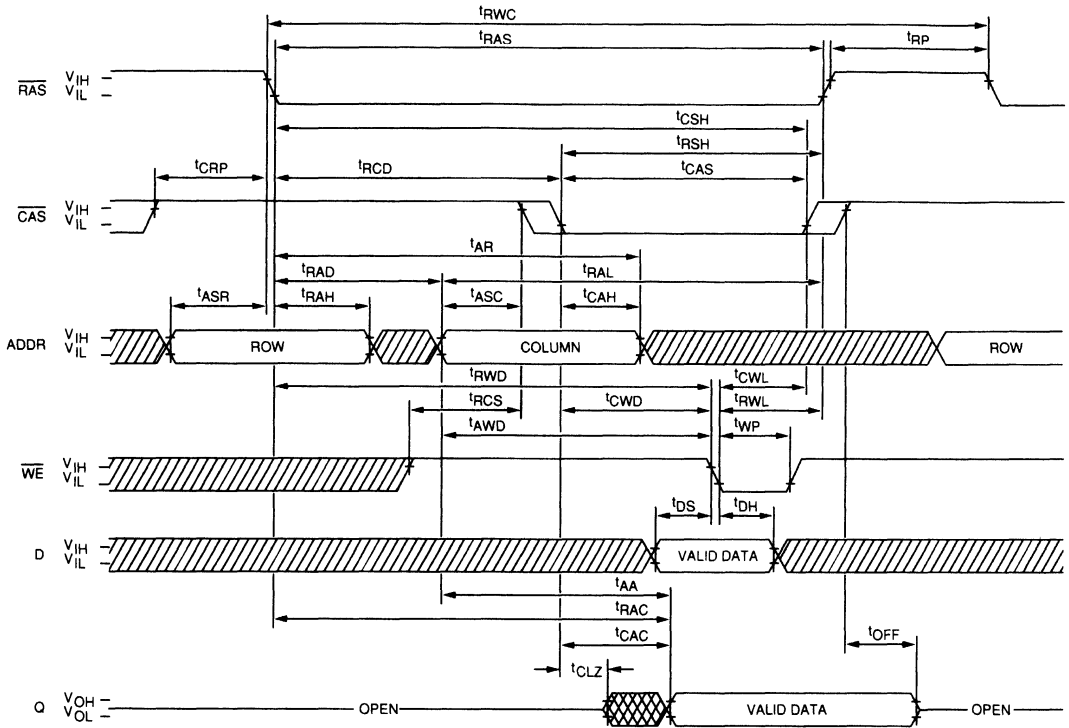 tRWC
tRAS
tRP
RAS VIH
VIL
tCSH
tRSH
tCRP tRCD tCAS
CAS VIH
VIL
tAR
tRAD tRAL
tASR tRAH tASC tCAH
ADDR VIH
VIL
ROW COLUMN ROW
tRWD tCWL
tRCS tCWD tRWL
tAWD tWP
WE VIH
VIL
tDS tDH
D VIH
VIL
VALID DATA
tAA
tRAC
tCAC tOFF
tCLZ
Q VOH
VOL
OPEN VALID DATA OPEN